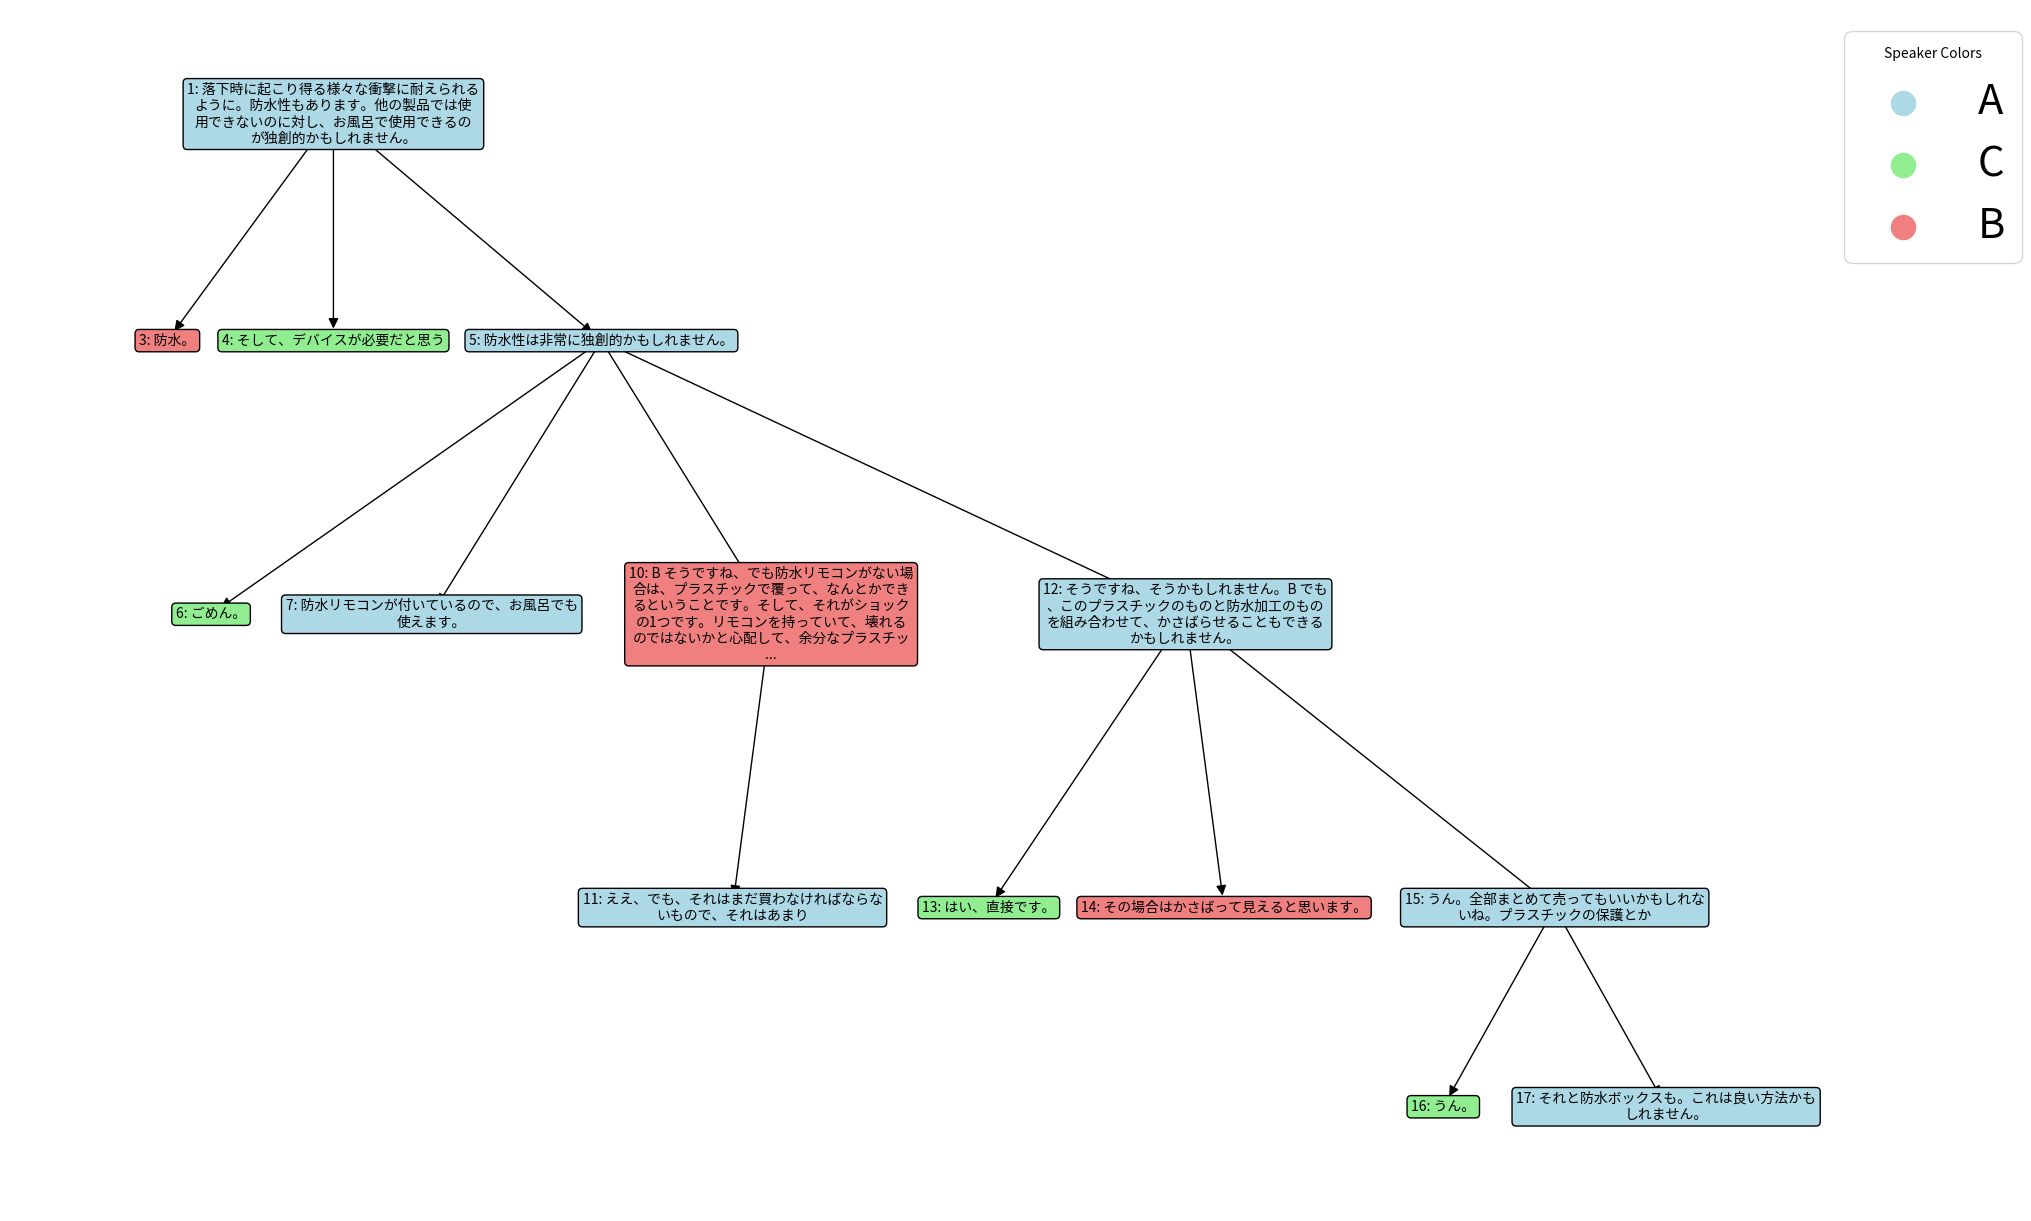 Speaker Colors
A
C
B
1: 落下時に起こり得る様々な衝撃に耐えられる
ように。防水性もあります。他の製品では使
用できないのに対し、お風呂で使用できるの
が独創的かもしれません。
3: 防水。
4: そして、デバイスが必要だと思う
5: 防水性は非常に独創的かもしれません。
6: ごめん。
7: 防水リモコンが付いているので、お風呂でも
使えます。
10: B そうですね、でも防水リモコンがない場
合は、プラスチックで覆って、なんとかでき
るということです。そして、それがショック
の1つです。リモコンを持っていて、壊れる
のではないかと心配して、余分なプラスチッ
...
12: そうですね、そうかもしれません。B でも
、このプラスチックのものと防水加工のもの
を組み合わせて、かさばらせることもできる
かもしれません。
11: ええ、でも、それはまだ買わなければならな
いもので、それはあまり
13: はい、直接です。
14: その場合はかさばって見えると思います。
15: うん。全部まとめて売ってもいいかもしれな
いね。プラスチックの保護とか
16: うん。
17: それと防水ボックスも。これは良い方法かも
しれません。